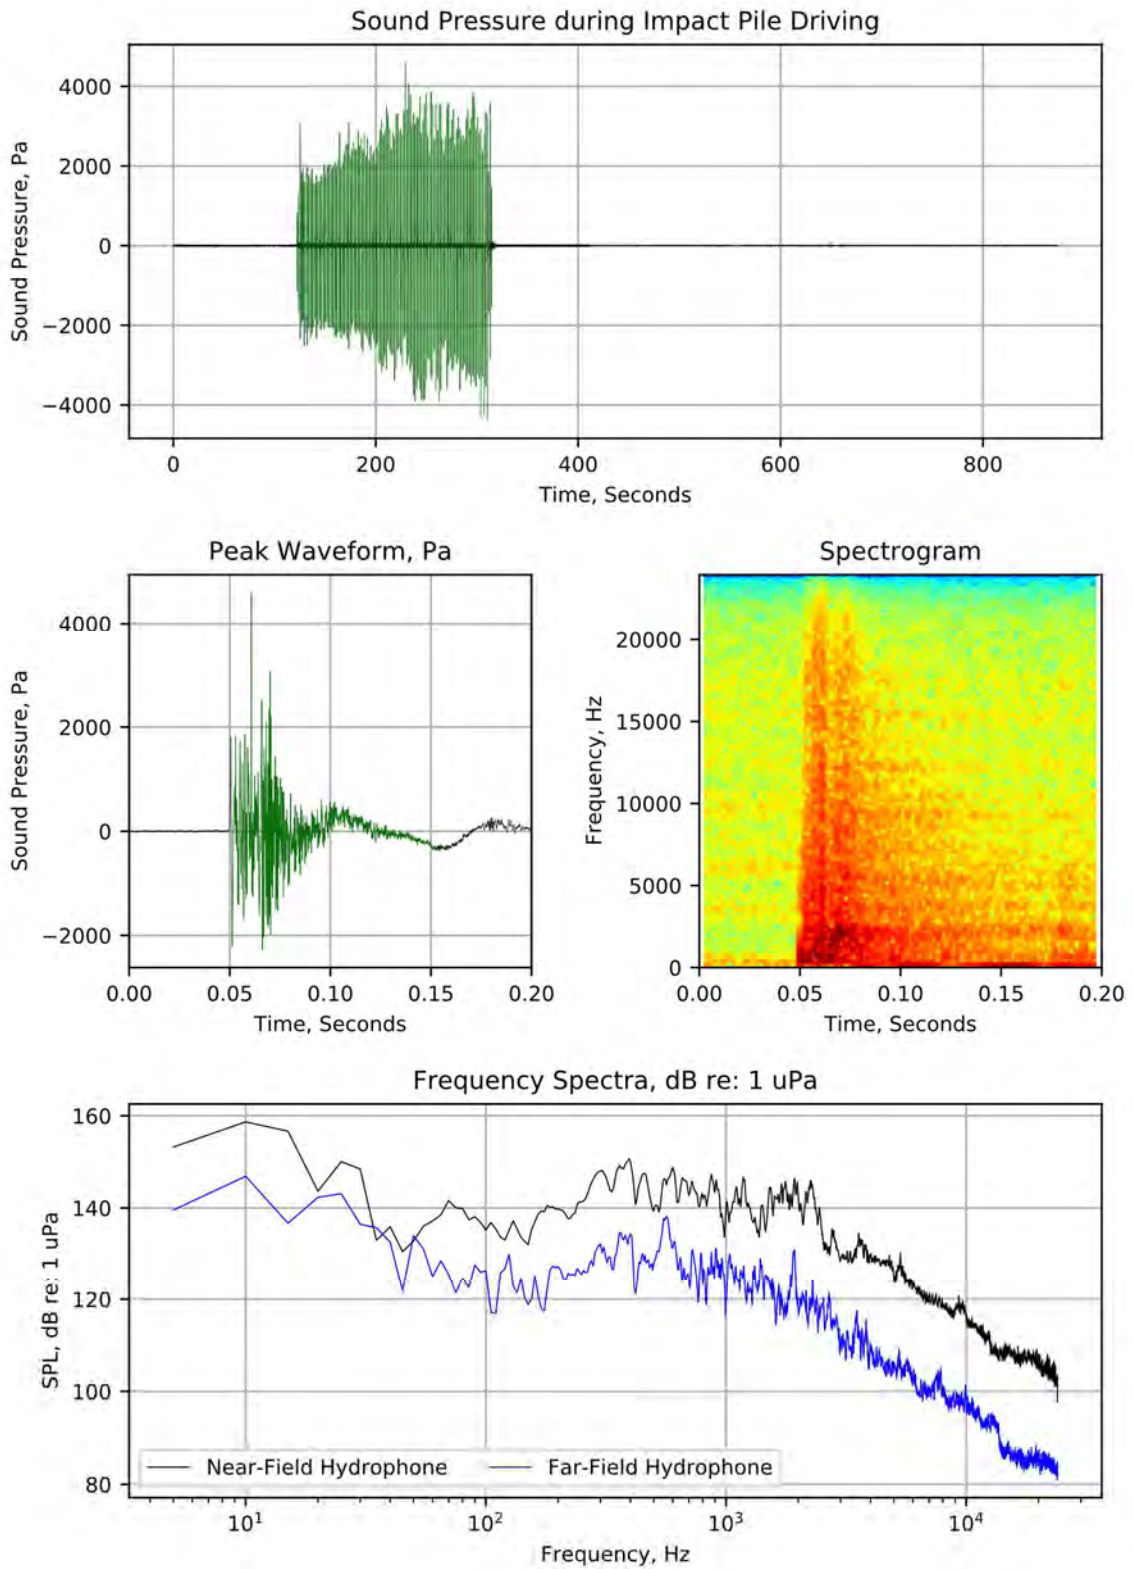 Sound Pressure during Impact Pile Driving
Sound Pressure, Pa
4000
2000
0
−2000
−4000
0 200 400 600 800
Time, Seconds
Peak Waveform, Pa
Sound Pressure, Pa
4000
2000
0
−2000
0.00 0.05 0.10 0.15 0.20
Time, Seconds
Spectrogram
Frequency, Hz
20000
15000
10000
5000
0
0.00 0.05 0.10 0.15 0.20
Time, Seconds
Frequency Spectra, dB re: 1 uPa
SPL, dB re: 1 uPa
160
140
120
100
80
Near-Field Hydrophone Far-Field Hydrophone
10¹ 10² 10³ 10⁴
Frequency, Hz